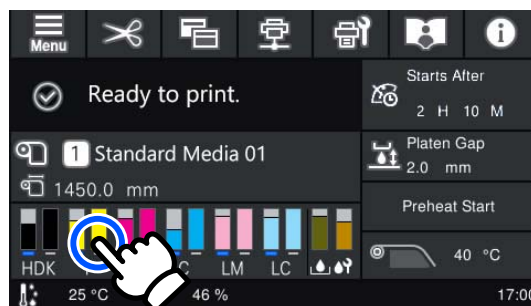 Menu
Ready to print.
Starts After
2 H 10 M
1 Standard Media 01
Platen Gap
2.0 mm
1450.0 mm
Preheat Start
HDK
LM
LC
40 °C
25 °C
46 %
17:00